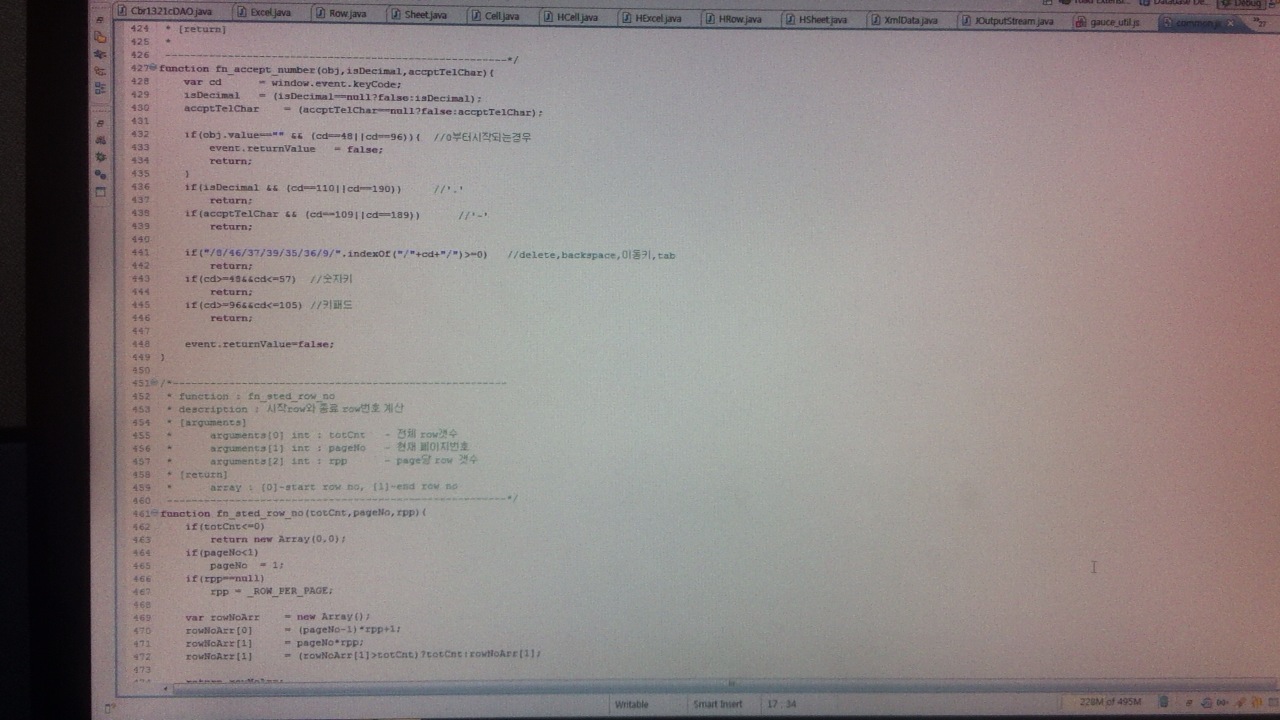 Cbr1321cDAO.java Excel.java Row.java Sheet.java Cell.java HCell.java HExcel.java HRow.java HSheet.java XmlData.java JOutputStream.java gauce_util.js common.js
424 * [return]
425 *
426 -------------------------------------------------------*/
427 function fn_accept_number(obj,isDecimal,accptTelChar){
428 var cd = window.event.keyCode;
429 isDecimal = (isDecimal==null?false:isDecimal);
430 accptTelChar = (accptTelChar==null?false:accptTelChar);
431
432 if(obj.value=="" && (cd==48||cd==96)){ //0부터시작되는경우
433 event.returnValue = false;
434 return;
435 }
436 if(isDecimal && (cd==110||cd==190)) //'.'
437 return;
438 if(accptTelChar && (cd==109||cd==189)) //'-'
439 return;
440
441 if("/8/46/37/39/35/36/9/".indexOf("/"+cd+"/")>=0) //delete,backspace,이동키,tab
442 return;
443 if(cd>=48&&cd<=57) //숫자키
444 return;
445 if(cd>=96&&cd<=105) //키패드
446 return;
447
448 event.returnValue=false;
449 }
450
451 /*------------------------------------------------------
452 * function : fn_sted_row_no
453 * description : 시작row와 종료 row번호 계산
454 * [arguments]
455 * arguments[0] int : totCnt - 전체 row갯수
456 * arguments[1] int : pageNo - 현재 페이지번호
457 * arguments[2] int : rpp - page당 row 갯수
458 * [return]
459 * array : [0]-start row no, [1]-end row no
460 -------------------------------------------------------*/
461 function fn_sted_row_no(totCnt,pageNo,rpp){
462 if(totCnt<=0)
463 return new Array(0,0);
464 if(pageNo<1)
465 pageNo = 1;
466 if(rpp==null)
467 rpp = _ROW_PER_PAGE;
468
469 var rowNoArr = new Array();
470 rowNoArr[0] = (pageNo-1)*rpp+1;
471 rowNoArr[1] = pageNo*rpp;
472 rowNoArr[1] = (rowNoArr[1]>totCnt)?totCnt:rowNoArr[1];
473
Writable Smart Insert 17 : 34 228M of 495M